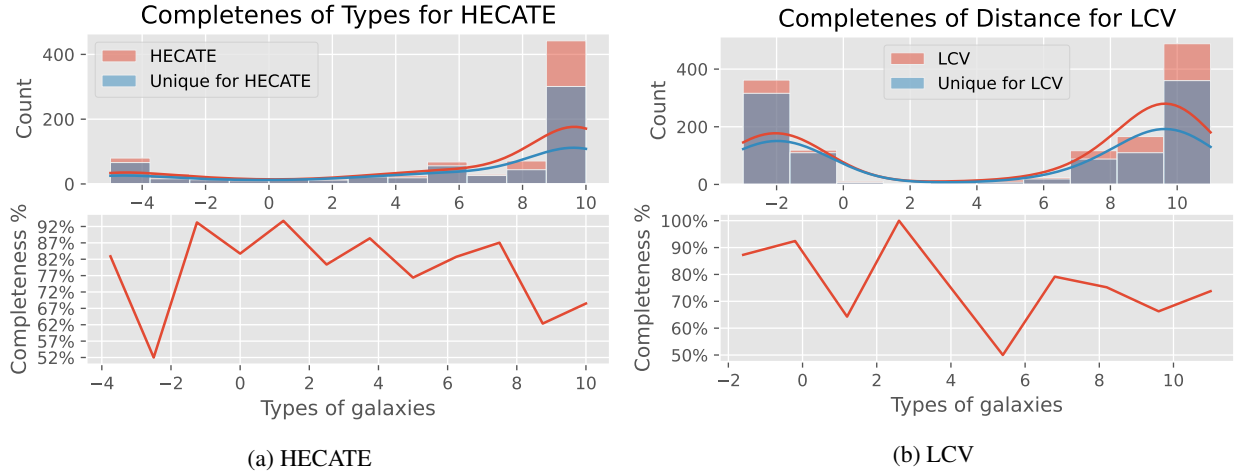 Completenes of Types for HECATE
HECATE
Unique for HECATE
Count
400
200
0
−4 −2 0 2 4 6 8 10
Completeness %
92%
87%
82%
77%
72%
67%
62%
57%
52%
−4 −2 0 2 4 6 8 10
Types of galaxies
(a) HECATE
Completenes of Distance for LCV
LCV
Unique for LCV
Count
400
200
0
−2 0 2 4 6 8 10
Completeness %
100%
90%
80%
70%
60%
50%
−2 0 2 4 6 8 10
Types of galaxies
(b) LCV